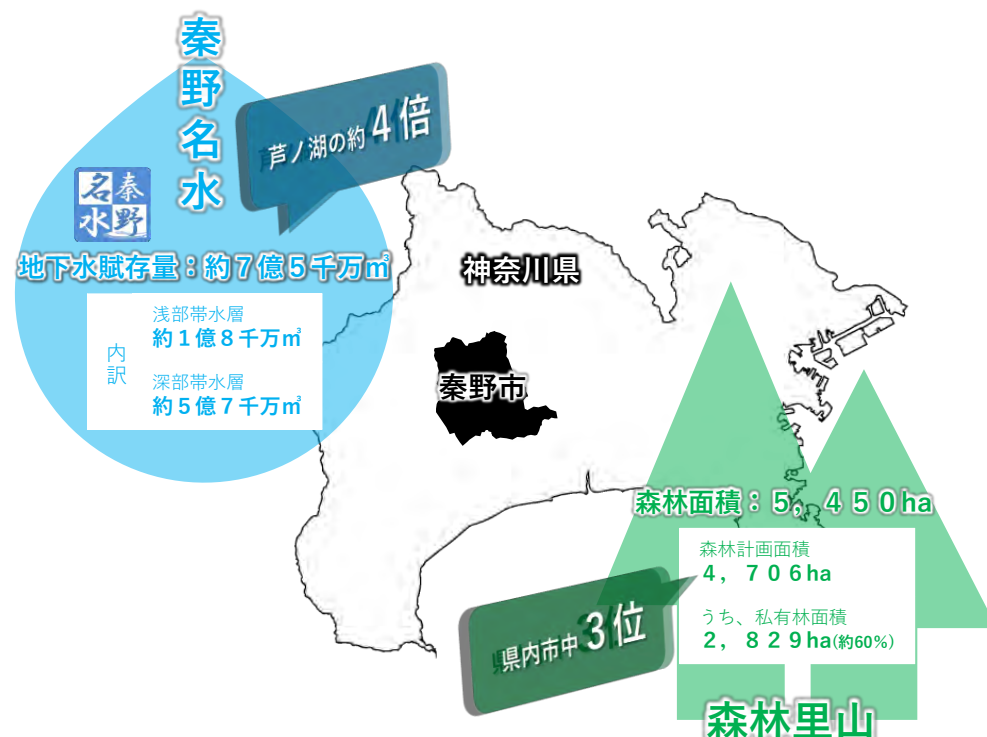 秦野名水
芦ノ湖の約4倍
名秦
水野
地下水賦存量：約７億５千万㎥
内訳
浅部帯水層
約１億８千万㎥
深部帯水層
約５億７千万㎥
神奈川県
秦野市
森林面積：５，４５０ha
森林計画面積
４，７０６ha
うち、私有林面積
２，８２９ha(約60%)
県内市中3位
森林里山